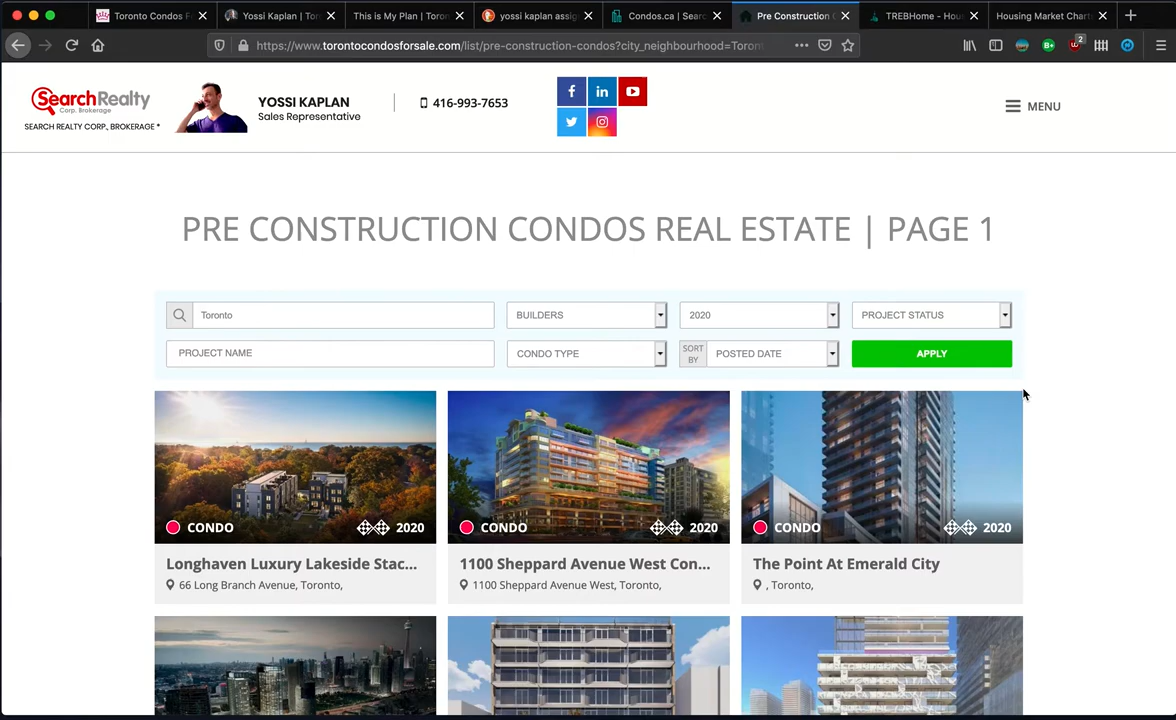 Toronto Condos F
Yossi Kaplan | Tor
This is My Plan | Toron
yossi kaplan assig
Condos.ca | Sear
Pre Construction
TREBHome - Hou
Housing Market Chart
https://www.torontocondosforsale.com/list/pre-construction-condos?city_neighbourhood=Toron
B+
2
SearchRealty
Corp. Brokerage
SEARCH REALTY CORP., BROKERAGE *
YOSSI KAPLAN
Sales Representative
416-993-7653
MENU
PRE CONSTRUCTION CONDOS REAL ESTATE | PAGE 1
Toronto
BUILDERS
2020
PROJECT STATUS
PROJECT NAME
CONDO TYPE
SORT
BY
POSTED DATE
APPLY
CONDO
2020
CONDO
2020
CONDO
2020
Longhaven Luxury Lakeside Stac...
66 Long Branch Avenue, Toronto,
1100 Sheppard Avenue West Con...
1100 Sheppard Avenue West, Toronto,
The Point At Emerald City
, Toronto,